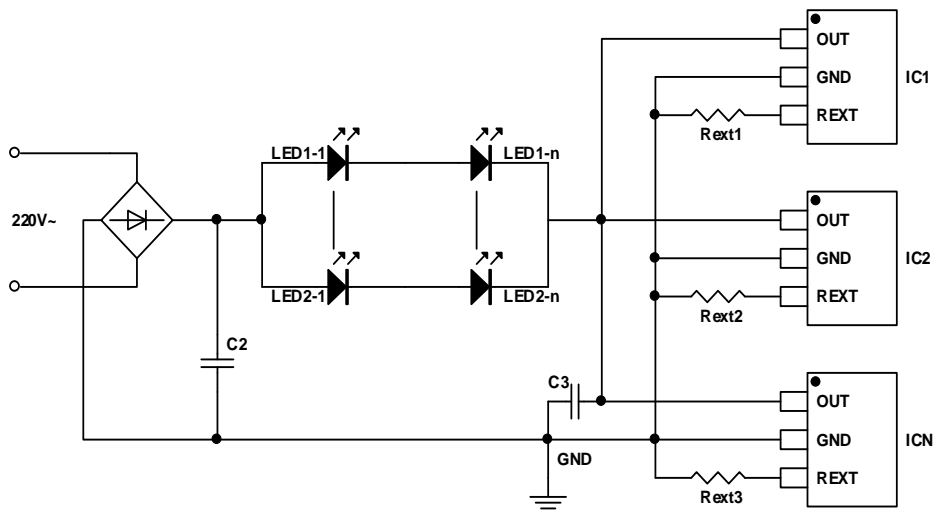 OUT
GND
IC1
REXT
Rext1
LED1-1
LED1-n
220V~
OUT
GND
IC2
REXT
Rext2
LED2-1
LED2-n
C2
C3
OUT
GND
ICN
GND
REXT
Rext3